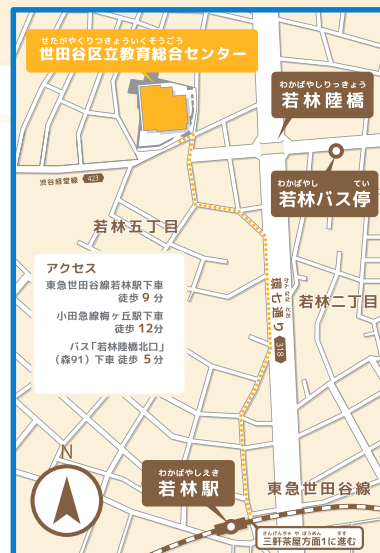 せたがやくりつきょういくそうごう
世田谷区立教育総合センター
わかばやしりっきょう
若林陸橋
渋谷経堂線 423
わかばやし てい
若林バス停
若林五丁目
アクセス
東急世田谷線若林駅下車
徒歩 9 分
小田急線梅ヶ丘駅下車
徒歩 12分
バス「若林陸橋北口」
（森91）下車 徒歩 5分
かんななどおり
環七通り
318
若林二丁目
N
わかばやしえき
若林駅
東急世田谷線
さんげんぢゃ や ほうめん すす
三軒茶屋方面1に進む